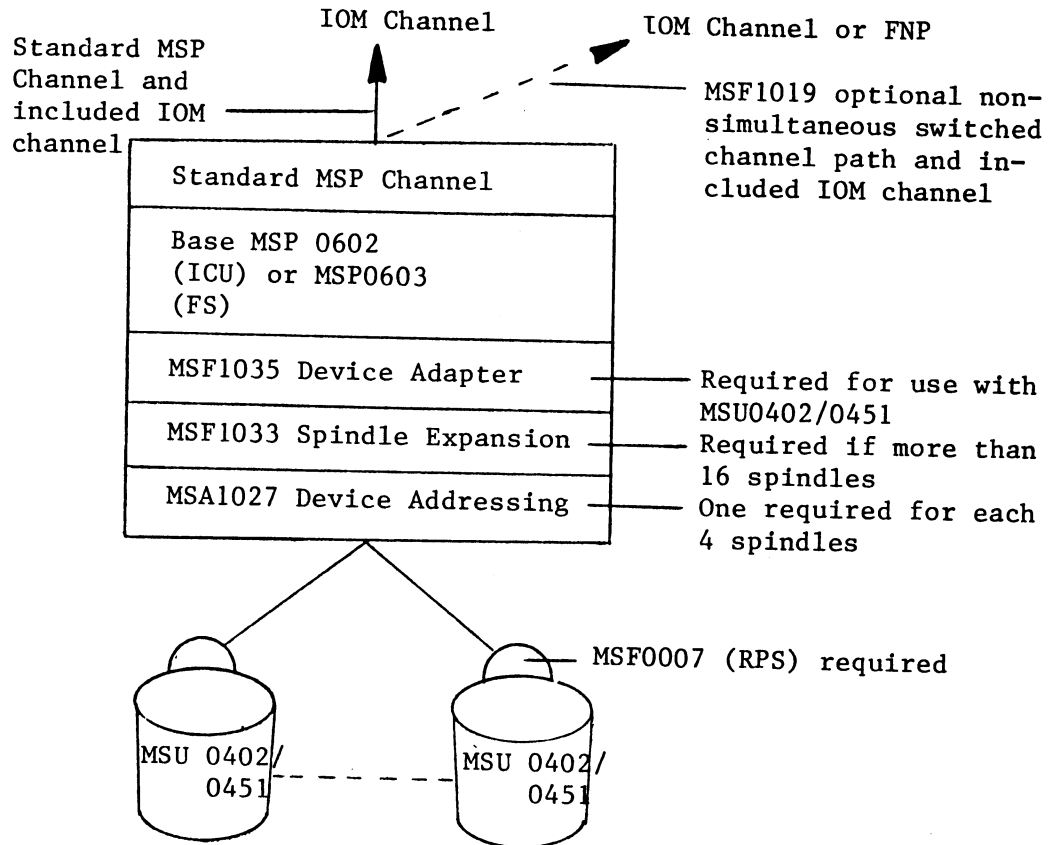 IOM Channel
IOM Channel or FNP
Standard MSP
Channel and
included IOM
channel
MSF1019 optional non-
simultaneous switched
channel path and in-
cluded IOM channel
Standard MSP Channel
Base MSP 0602
(ICU) or MSP0603
(FS)
MSF1035 Device Adapter
Required for use with
MSU0402/0451
MSF1033 Spindle Expansion
Required if more than
16 spindles
MSA1027 Device Addressing
One required for each
4 spindles
MSF0007 (RPS) required
MSU 0402/
0451
MSU 0402/
0451